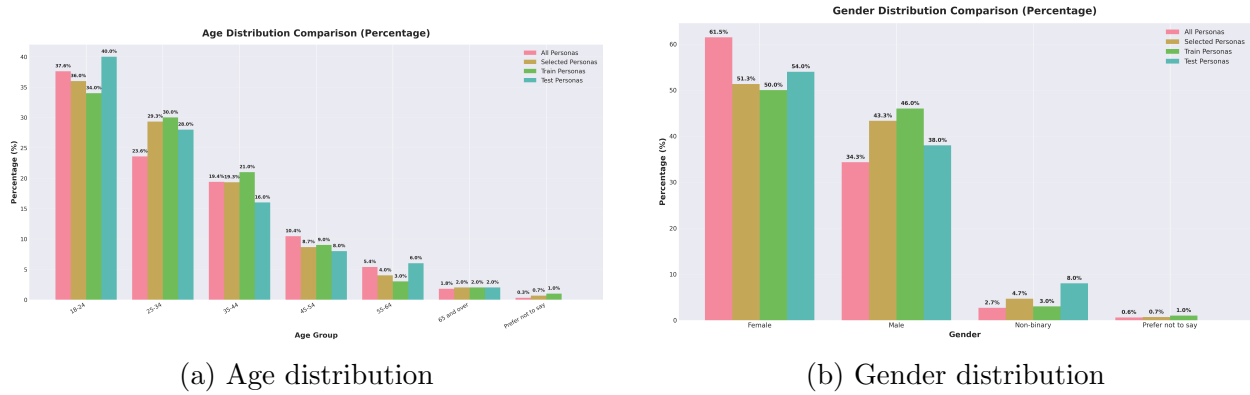 Age Distribution Comparison (Percentage)
All Personas
Selected Personas
Train Personas
Test Personas
Percentage (%)
40
35
30
25
20
15
10
5
0
37.6% 36.0% 34.0% 40.0%
23.6% 29.3% 30.0% 28.0%
19.4% 19.3% 21.0% 16.0%
10.4% 8.7% 9.0% 8.0%
5.4% 4.0% 3.0% 6.0%
1.8% 2.0% 2.0% 2.0%
0.3% 0.7% 1.0%
18-24 25-34 35-44 45-54 55-64 65 and over Prefer not to say
Age Group
(a) Age distribution
Gender Distribution Comparison (Percentage)
All Personas
Selected Personas
Train Personas
Test Personas
Percentage (%)
60
50
40
30
20
10
0
61.5% 51.3% 50.0% 54.0%
34.3% 43.3% 46.0% 38.0%
2.7% 4.7% 3.0% 8.0%
0.6% 0.7% 1.0%
Female Male Non-binary Prefer not to say
Gender
(b) Gender distribution